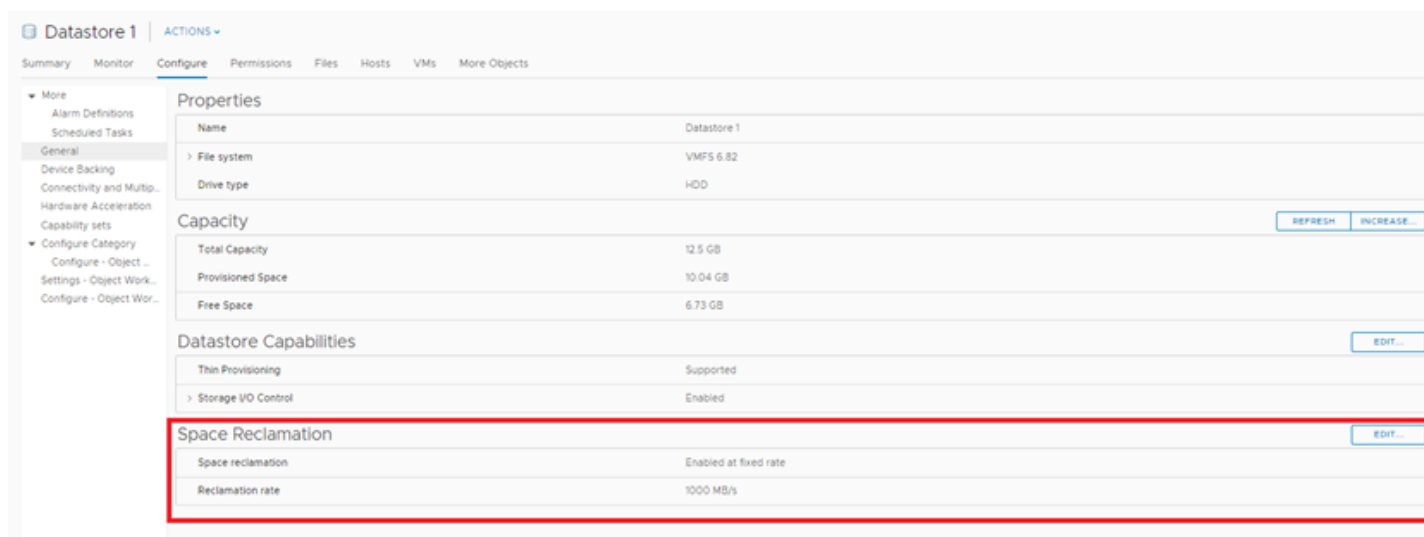 Datastore 1 ACTIONS
Summary Monitor Configure Permissions Files Hosts VMs More Objects
More
Alarm Definitions
Scheduled Tasks
General
Device Backing
Connectivity and Multip...
Hardware Acceleration
Capability sets
Configure Category
Configure - Object ...
Settings - Object Work...
Configure - Object Wor...
Properties
Name Datastore 1
File system VMFS 6.82
Drive type HDD
Capacity REFRESH INCREASE...
Total Capacity 12.5 GB
Provisioned Space 10.04 GB
Free Space 6.73 GB
Datastore Capabilities EDIT...
Thin Provisioning Supported
Storage I/O Control Enabled
Space Reclamation EDIT...
Space reclamation Enabled at fixed rate
Reclamation rate 1000 MB/s